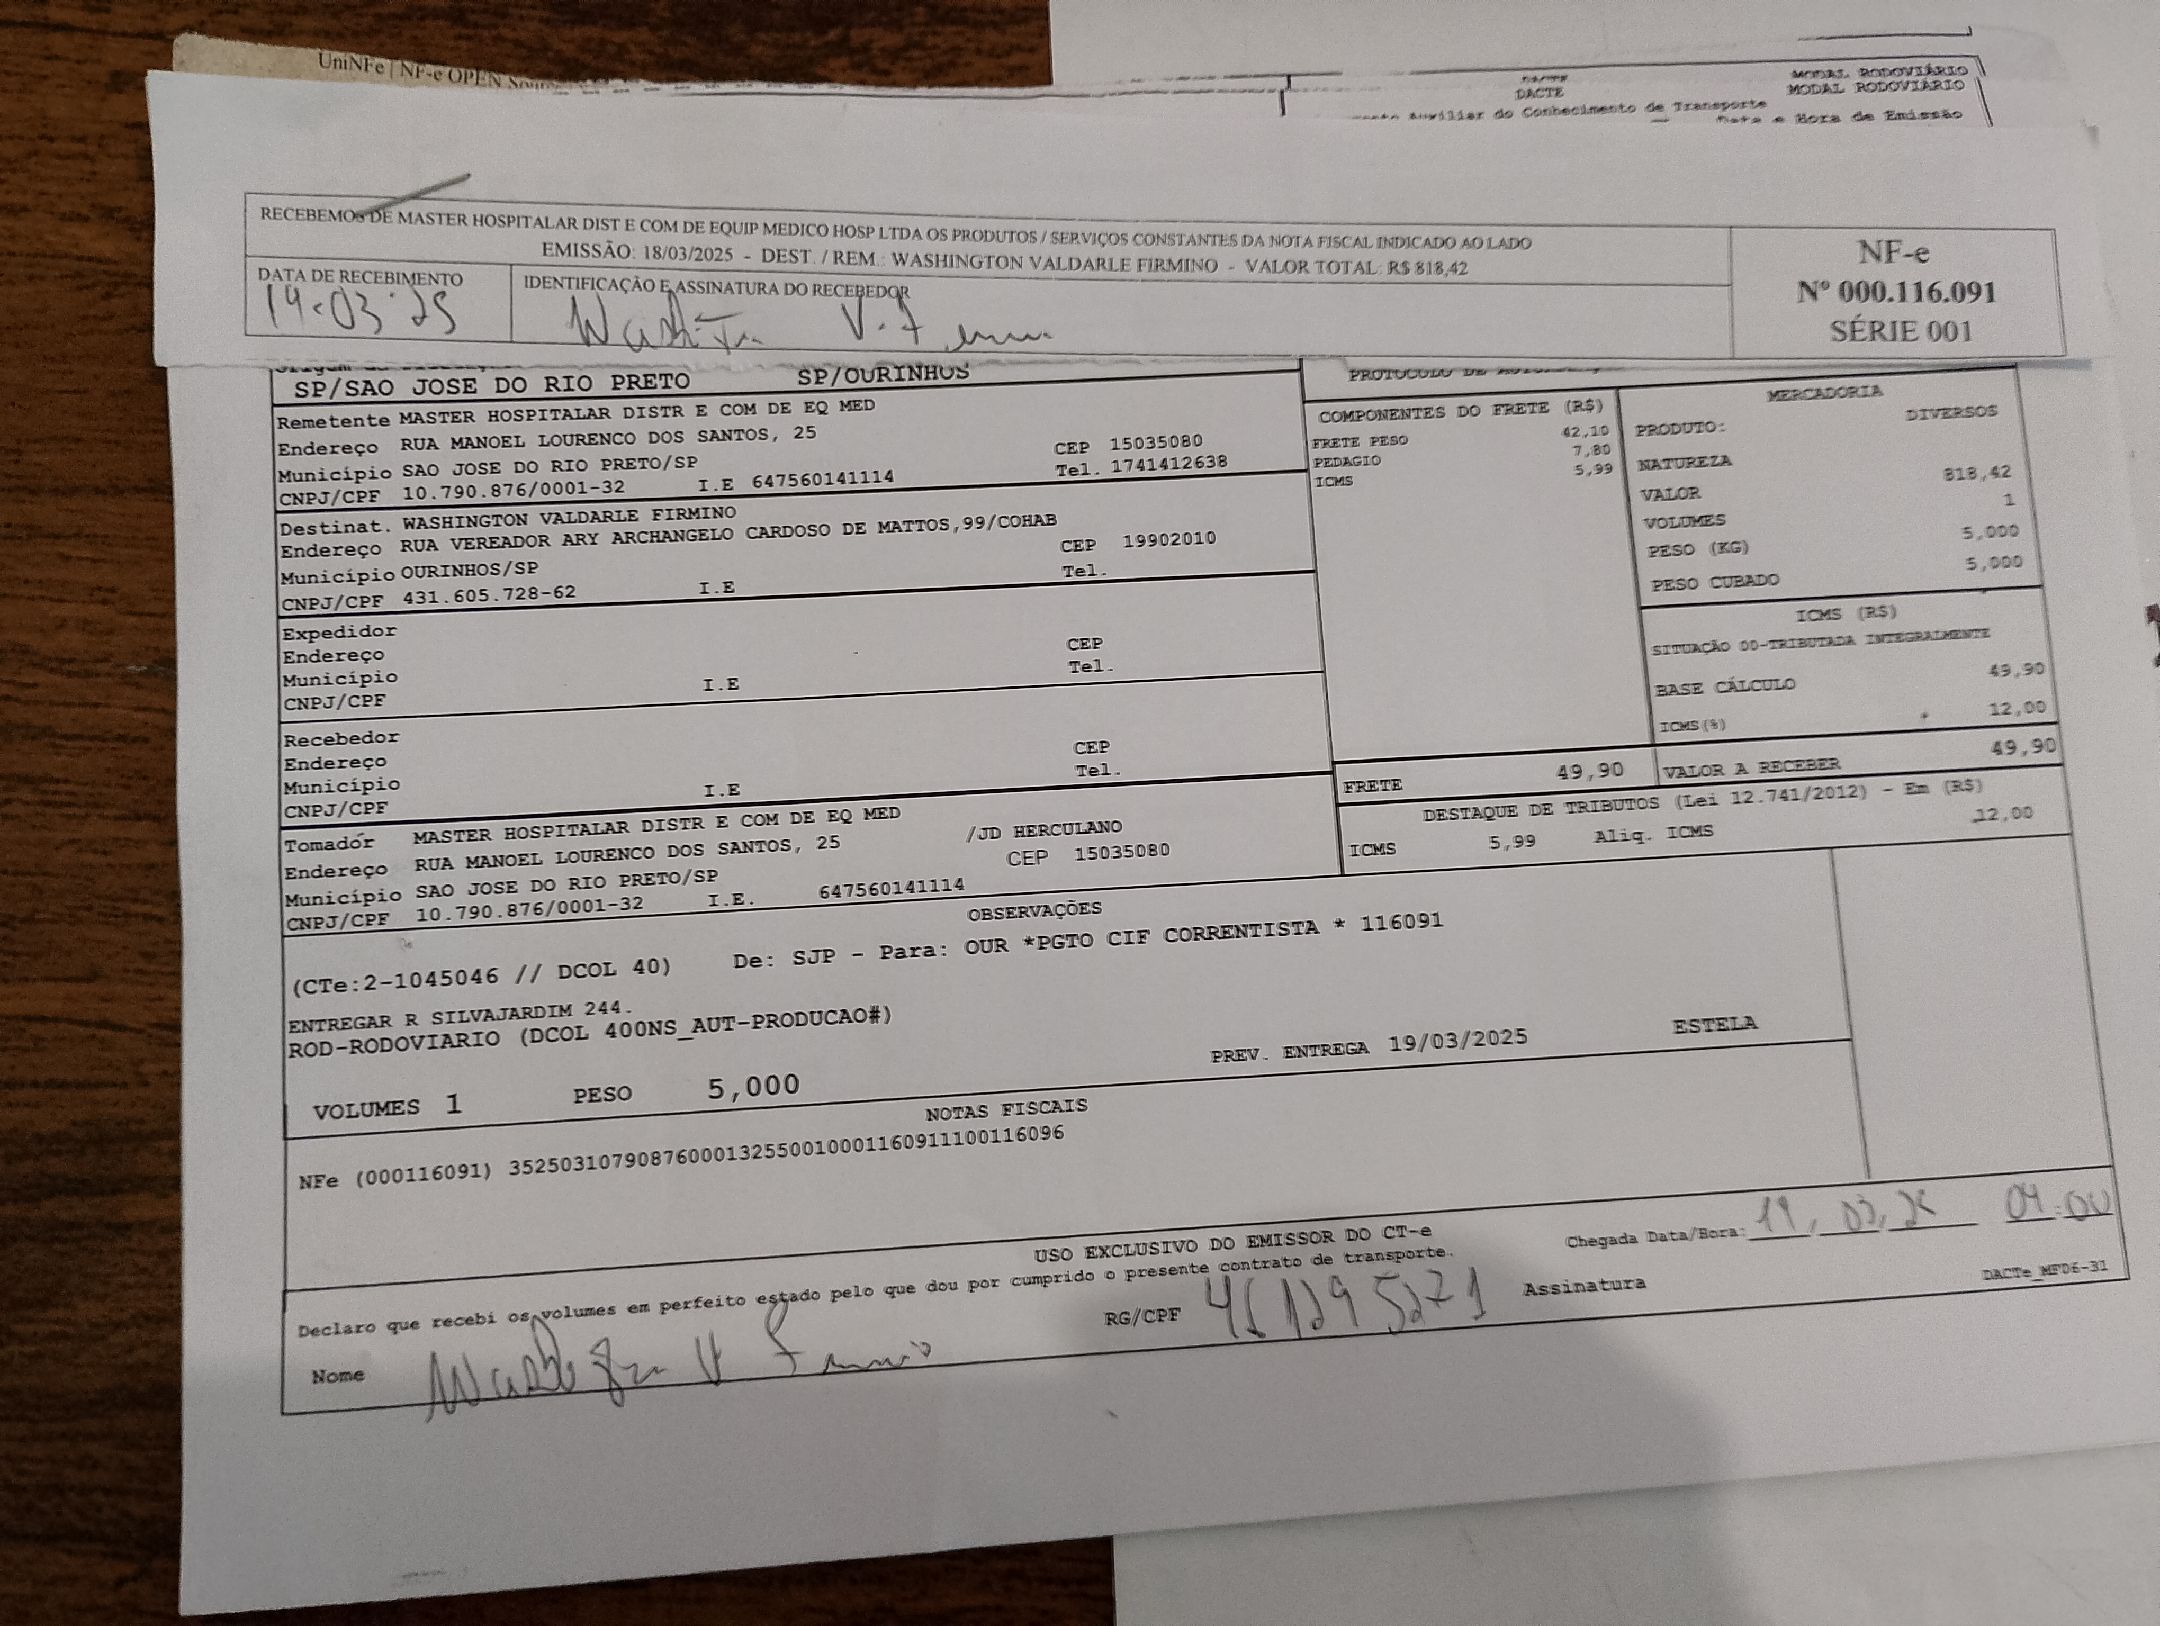 UniNFe | NF-e OPEN
DACTE
DACTE
MODAL RODOVIÁRIO
MODAL RODOVIÁRIO
Auxiliar do Conhecimento de Transporte
Data e Hora de Emissão
RECEBEMOS DE MASTER HOSPITALAR DIST E COM DE EQUIP MEDICO HOSP LTDA OS PRODUTOS / SERVIÇOS CONSTANTES DA NOTA FISCAL INDICADO AO LADO
EMISSÃO: 18/03/2025 - DEST. / REM.: WASHINGTON VALDARLE FIRMINO - VALOR TOTAL: R$ 818,42
DATA DE RECEBIMENTO
IDENTIFICAÇÃO E ASSINATURA DO RECEBEDOR
NF-e
Nº 000.116.091
SÉRIE 001
SP/SAO JOSE DO RIO PRETO SP/OURINHOS
Remetente MASTER HOSPITALAR DISTR E COM DE EQ MED
Endereço RUA MANOEL LOURENCO DOS SANTOS, 25 CEP 15035080
Município SAO JOSE DO RIO PRETO/SP Tel. 1741412638
CNPJ/CPF 10.790.876/0001-32 I.E 647560141114
Destinat. WASHINGTON VALDARLE FIRMINO
Endereço RUA VEREADOR ARY ARCHANGELO CARDOSO DE MATTOS,99/COHAB
CEP 19902010
Município OURINHOS/SP Tel.
CNPJ/CPF 431.605.728-62 I.E
Expedidor
Endereço CEP
Município Tel.
CNPJ/CPF I.E
Recebedor
Endereço CEP
Município Tel.
CNPJ/CPF I.E
Tomador MASTER HOSPITALAR DISTR E COM DE EQ MED
Endereço RUA MANOEL LOURENCO DOS SANTOS, 25 /JD HERCULANO
Município SAO JOSE DO RIO PRETO/SP CEP 15035080
CNPJ/CPF 10.790.876/0001-32 I.E. 647560141114
PROTOCOLO DE
COMPONENTES DO FRETE (R$)
FRETE PESO 42,10
PEDAGIO 7,80
ICMS 5,99
MERCADORIA
PRODUTO: DIVERSOS
NATUREZA
VALOR 818,42
VOLUMES 1
PESO (KG) 5,000
PESO CUBADO 5,000
ICMS (R$)
SITUAÇÃO 00-TRIBUTADA INTEGRALMENTE
BASE CÁLCULO 49,90
ICMS(%) 12,00
FRETE 49,90 VALOR A RECEBER 49,90
DESTAQUE DE TRIBUTOS (Lei 12.741/2012) - Em (R$)
ICMS 5,99 Aliq. ICMS 12,00
OBSERVAÇÕES
(CTe:2-1045046 // DCOL 40) De: SJP - Para: OUR *PGTO CIF CORRENTISTA * 116091
ENTREGAR R SILVAJARDIM 244.
ROD-RODOVIARIO (DCOL 400NS_AUT-PRODUCAO#)
PREV. ENTREGA 19/03/2025 ESTELA
VOLUMES 1 PESO 5,000
NOTAS FISCAIS
NFe (000116091) 35250310790876000132550010001160911100116096
USO EXCLUSIVO DO EMISSOR DO CT-e
Declaro que recebi os volumes em perfeito estado pelo que dou por cumprido o presente contrato de transporte.
Chegada Data/Hora:
Nome
RG/CPF
Assinatura
DACTe_MF06-31